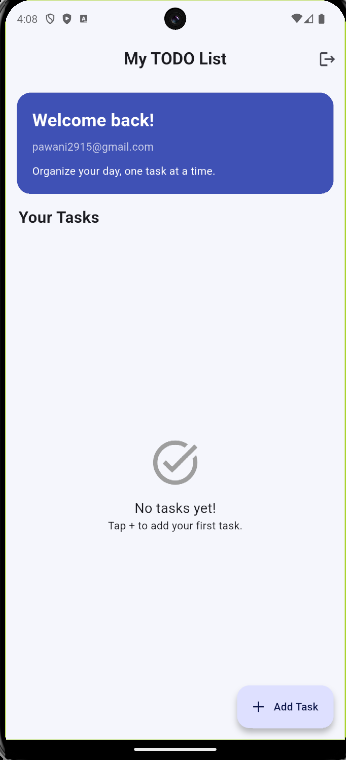 4:08
My TODO List
Welcome back!
pawani2915@gmail.com
Organize your day, one task at a time.
Your Tasks
No tasks yet!
Tap + to add your first task.
+ Add Task